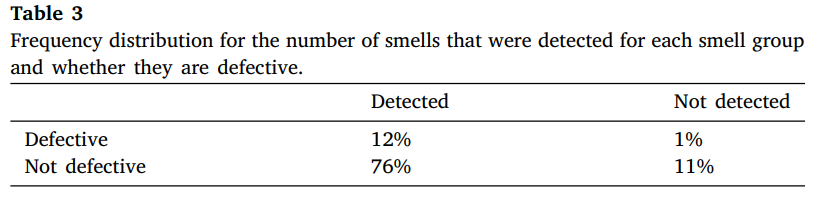 Table 3
Frequency distribution for the number of smells that were detected for each smell group
and whether they are defective.
Detected Not detected
Defective 12% 1%
Not defective 76% 11%